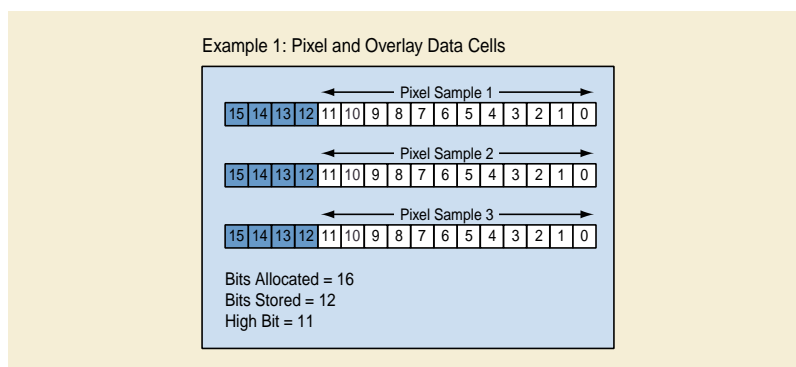 Example 1: Pixel and Overlay Data Cells
Pixel Sample 1
15 14 13 12 11 10 9 8 7 6 5 4 3 2 1 0
Pixel Sample 2
15 14 13 12 11 10 9 8 7 6 5 4 3 2 1 0
Pixel Sample 3
15 14 13 12 11 10 9 8 7 6 5 4 3 2 1 0
Bits Allocated = 16
Bits Stored = 12
High Bit = 11